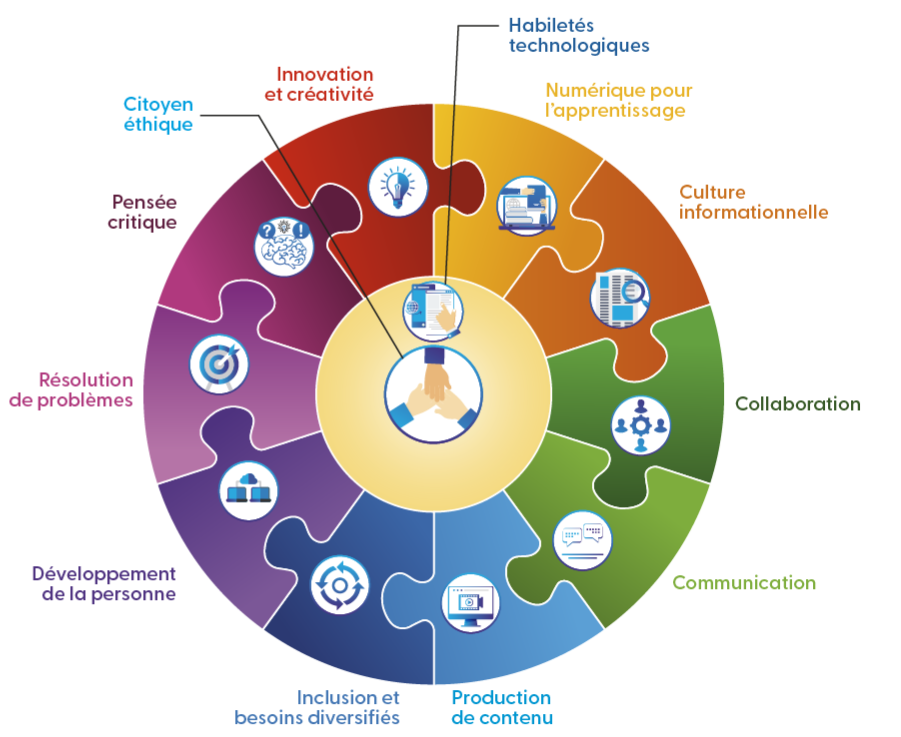 Habiletés
technologiques
Innovation
et créativité
Numérique pour
l'apprentissage
Citoyen
éthique
Pensée
critique
Culture
informationnelle
Résolution
de problèmes
Collaboration
Développement
de la personne
Communication
Inclusion et
besoins diversifiés
Production
de contenu